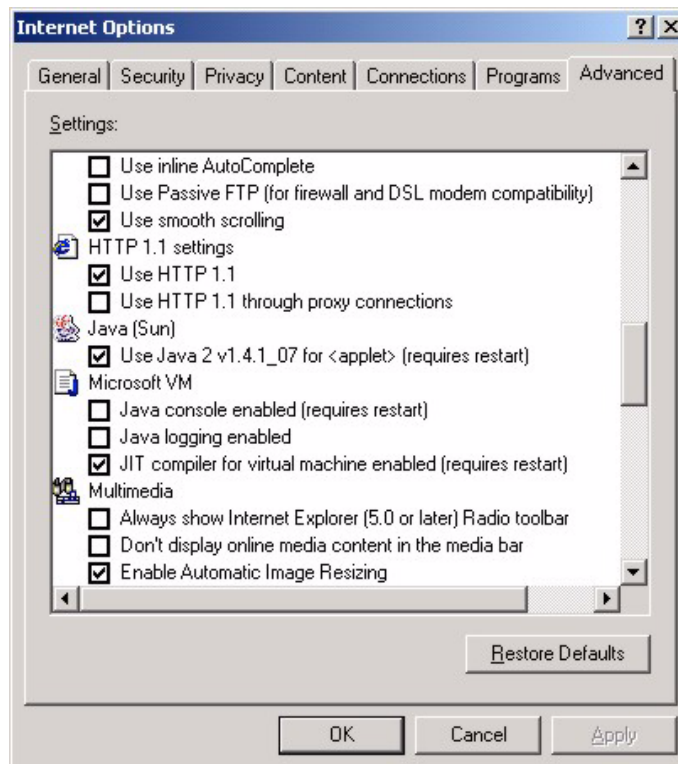 Internet Options
General Security Privacy Content Connections Programs Advanced
Settings:
Use inline AutoComplete
Use Passive FTP (for firewall and DSL modem compatibility)
Use smooth scrolling
HTTP 1.1 settings
Use HTTP 1.1
Use HTTP 1.1 through proxy connections
Java (Sun)
Use Java 2 v1.4.1_07 for <applet> (requires restart)
Microsoft VM
Java console enabled (requires restart)
Java logging enabled
JIT compiler for virtual machine enabled (requires restart)
Multimedia
Always show Internet Explorer (5.0 or later) Radio toolbar
Don't display online media content in the media bar
Enable Automatic Image Resizing
Restore Defaults
OK Cancel Apply